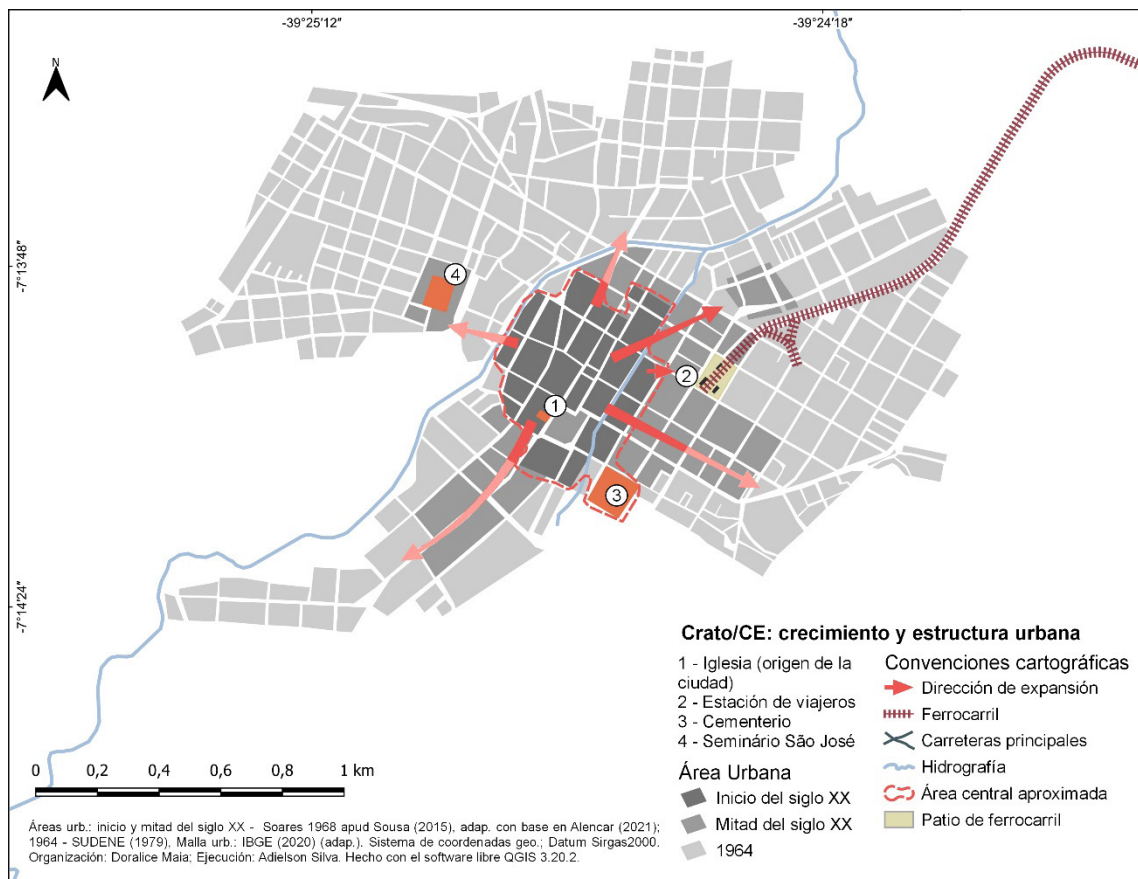 -39°25'12"
-39°24'18"
N
-7°13'48"
4
2
1
3
-7°14'24"
Crato/CE: crecimiento y estructura urbana
1 - Iglesia (origen de la
ciudad)
2 - Estación de viajeros
3 - Cementerio
4 - Seminário São José
Área Urbana
Inicio del siglo XX
Mitad del siglo XX
1964
Convenciones cartográficas
Dirección de expansión
Ferrocarril
Carreteras principales
Hidrografía
Área central aproximada
Patio de ferrocarril
0 0,2 0,4 0,6 0,8 1 km
Áreas urb.: inicio y mitad del siglo XX - Soares 1968 apud Sousa (2015), adap. con base en Alencar (2021);
1964 - SUDENE (1979), Malla urb.: IBGE (2020) (adap.). Sistema de coordenadas geo.; Datum Sirgas2000.
Organización: Doralice Maia; Ejecución: Adielson Silva. Hecho con el software libre QGIS 3.20.2.